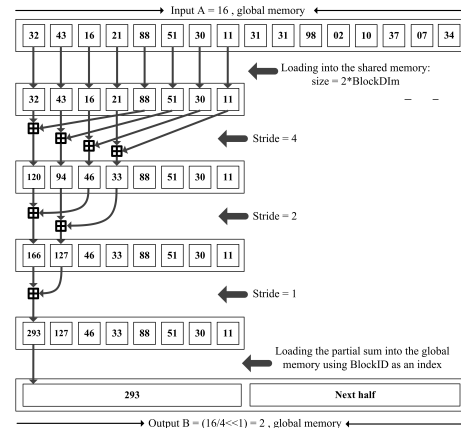 Input A = 16 , global memory
32 43 16 21 88 51 30 11 31 31 98 02 10 37 07 34
Loading into the shared memory:
size = 2*BlockDIm
32 43 16 21 88 51 30 11
Stride = 4
120 94 46 33 88 51 30 11
Stride = 2
166 127 46 33 88 51 30 11
Stride = 1
293 127 46 33 88 51 30 11
Loading the partial sum into the global
memory using BlockID as an index
293 Next half
Output B = (16/4<<1) = 2 , global memory